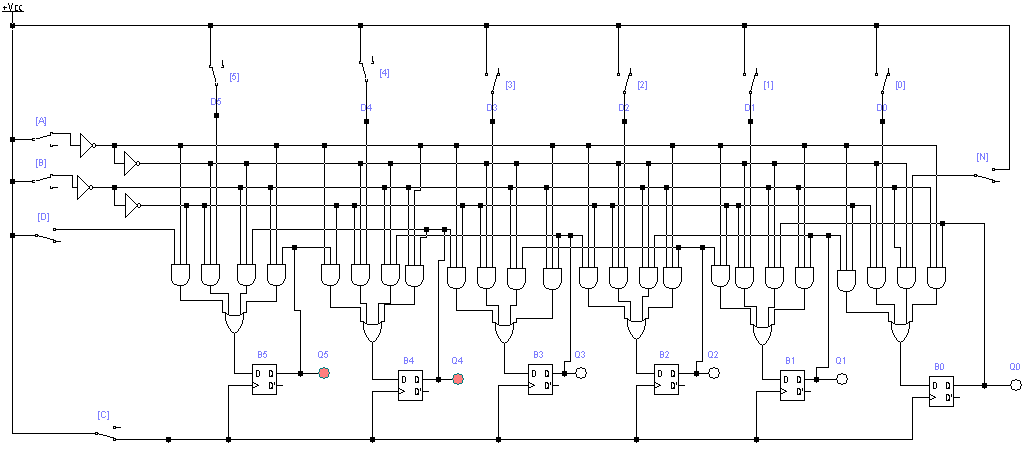 +Vcc
[5]
[4]
[3]
[2]
[1]
[0]
D5
D4
D3
D2
D1
D0
[A]
[B]
[N]
[D]
B5
Q5
B4
Q4
B3
Q3
B2
Q2
B1
Q1
B0
Q0
D Q
Q'
D Q
Q'
D Q
Q'
D Q
Q'
D Q
Q'
D Q
Q'
[C]